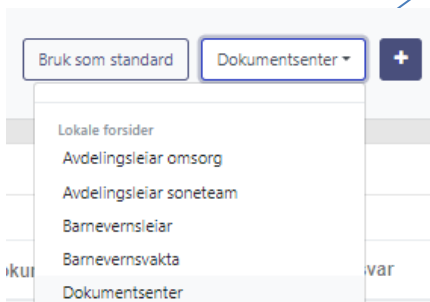 Bruk som standard
Dokumentsenter
+
Lokale forsider
Avdelingsleiar omsorg
Avdelingsleiar soneteam
Barnevernsleiar
Barnevernsvakta
Dokumentsenter